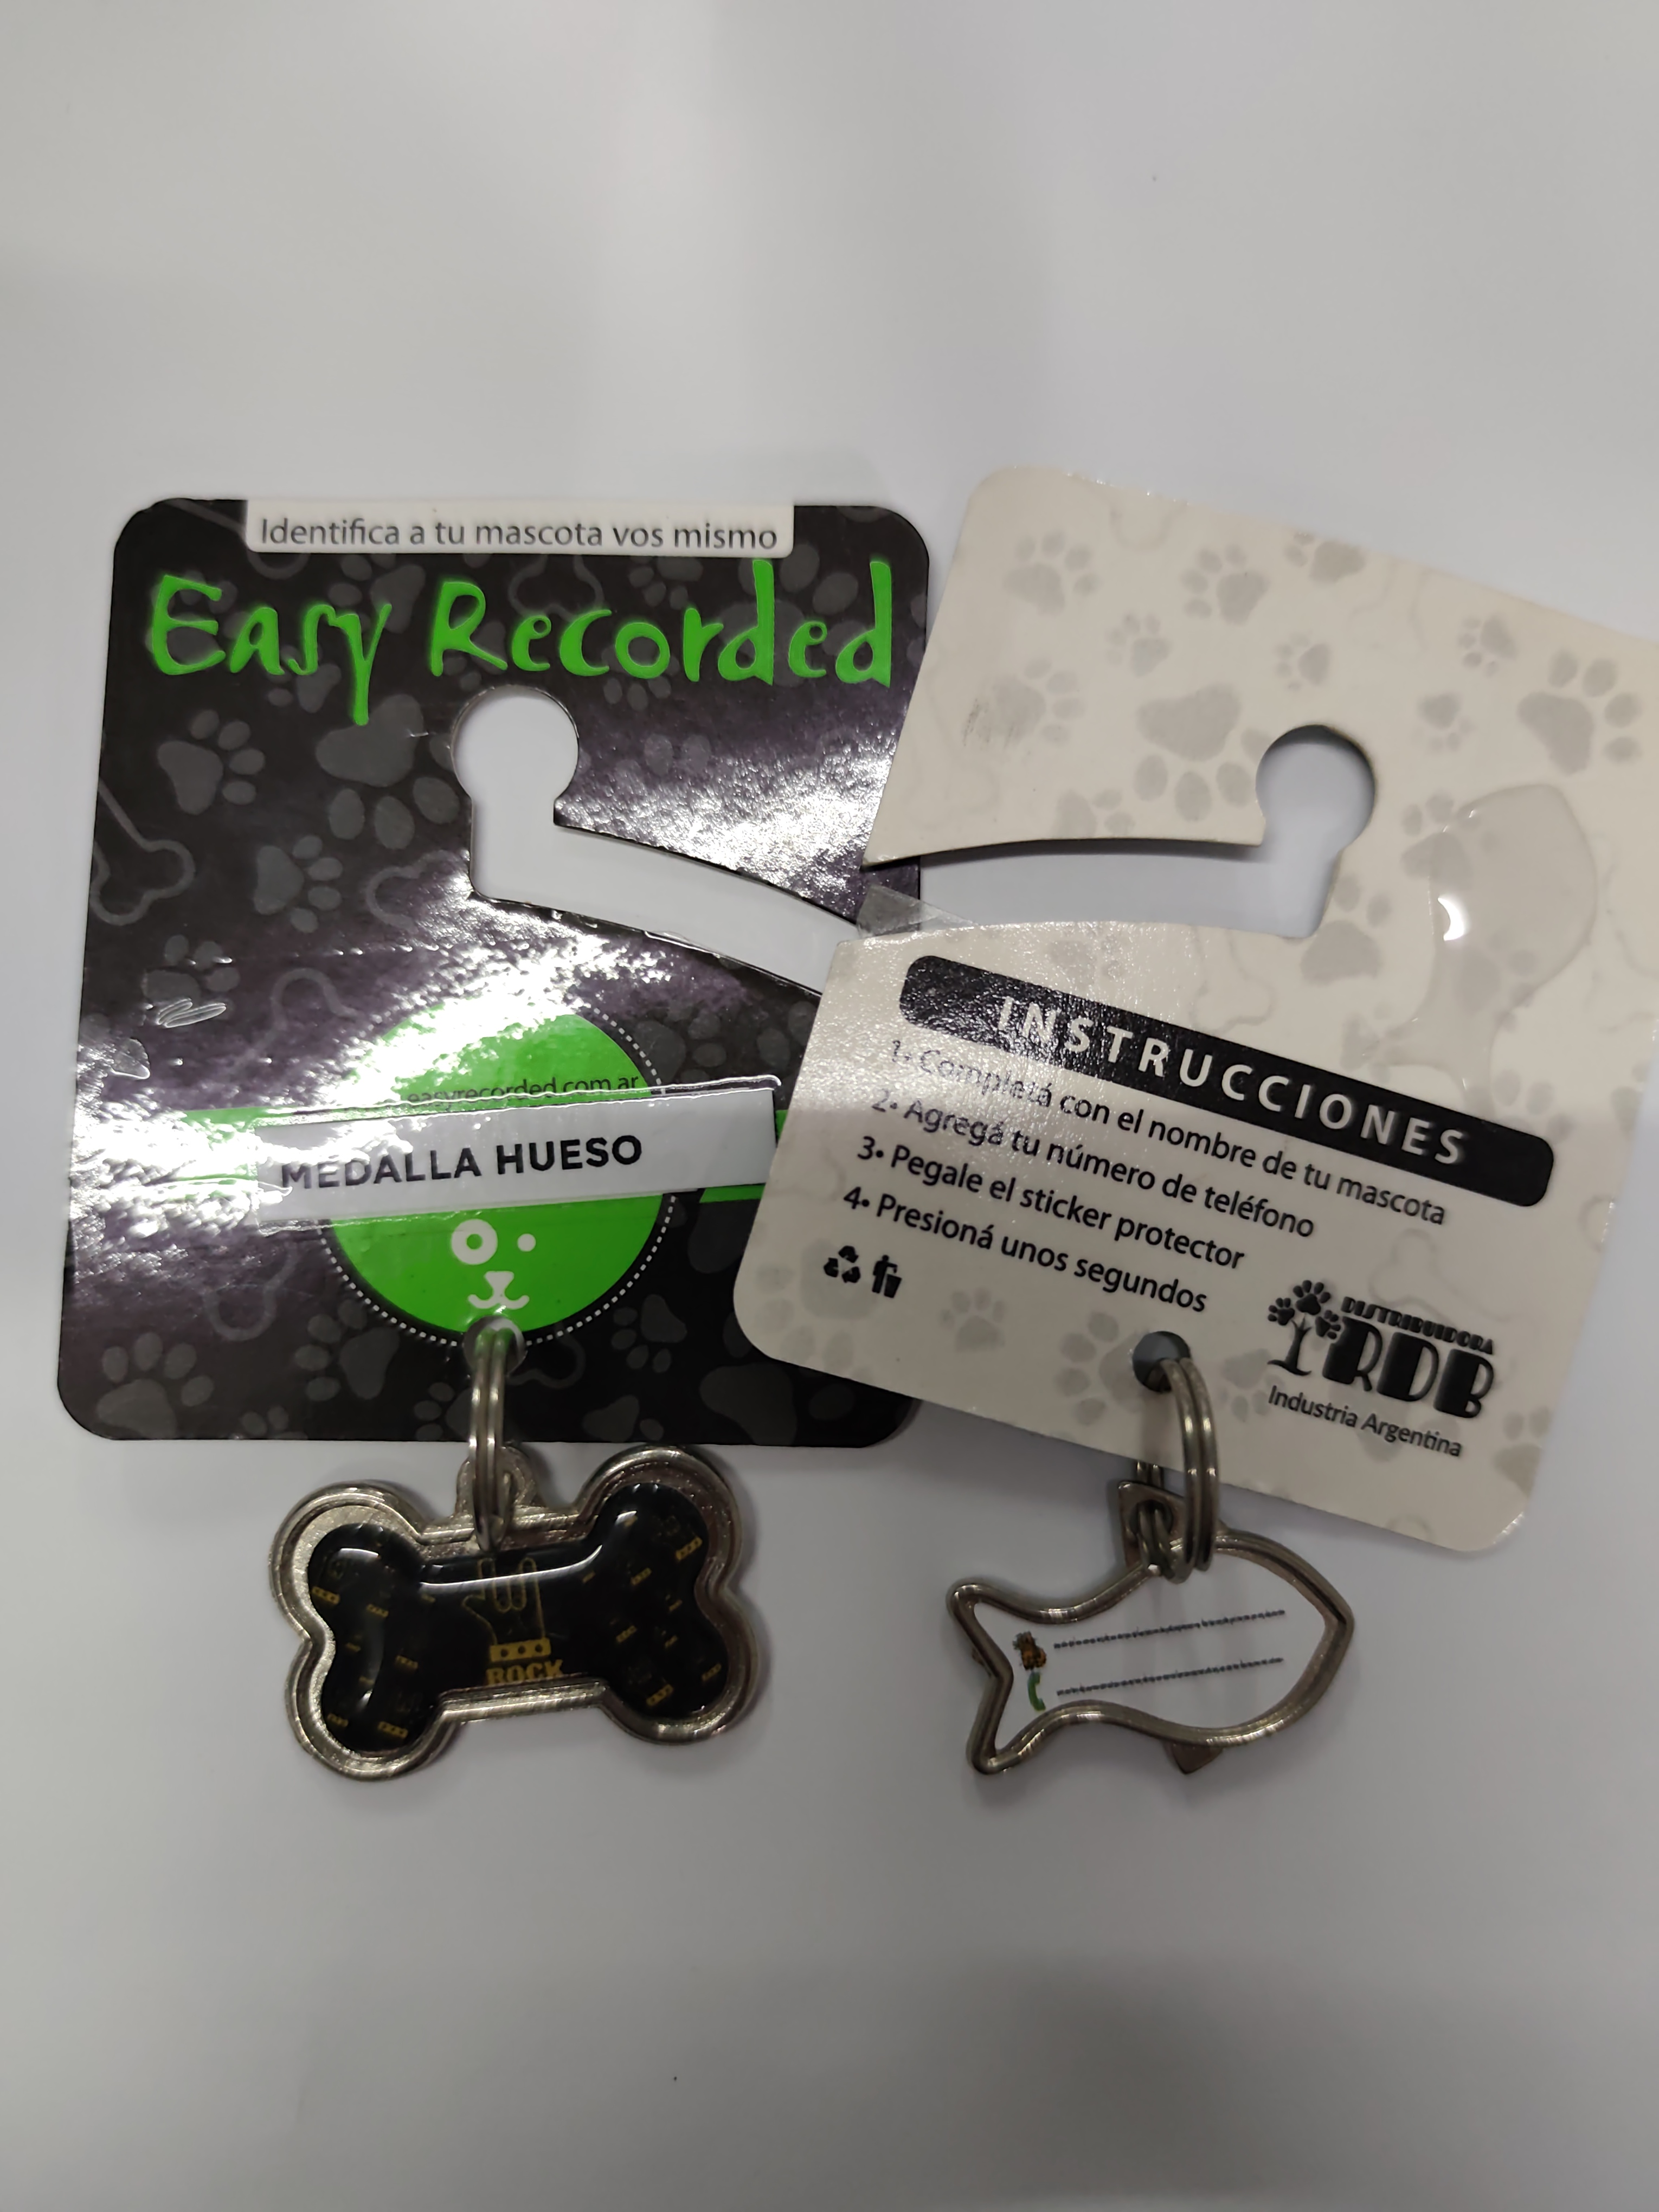 Identifica a tu mascota vos mismo
Easy Recorded
easyrecorded.com.ar
MEDALLA HUESO
ROCK
INSTRUCCIONES
1• Completá con el nombre de tu mascota
2• Agregá tu número de teléfono
3• Pegale el sticker protector
4• Presioná unos segundos
DISTRIBUIDORA
RDB
Industria Argentina